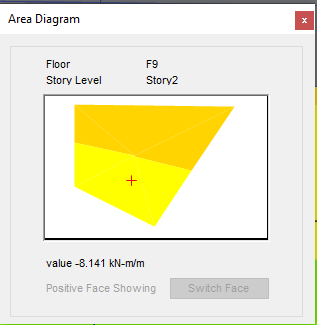 Area Diagram
x
Floor F9
Story Level Story2
value -8.141 kN-m/m
Positive Face Showing Switch Face